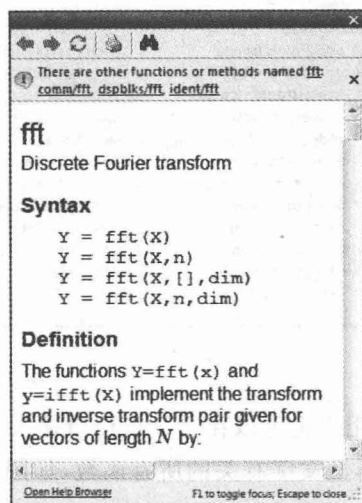 There are other functions or methods named fft:
comm/fft, dspblks/fft, ident/fft
fft
Discrete Fourier transform
Syntax
Y = fft(X)
Y = fft(X,n)
Y = fft(X,[],dim)
Y = fft(X,n,dim)
Definition
The functions Y=fft(x) and
y=ifft(X) implement the transform
and inverse transform pair given for
vectors of length N by:
Open Help Browser
F1 to toggle focus; Escape to close